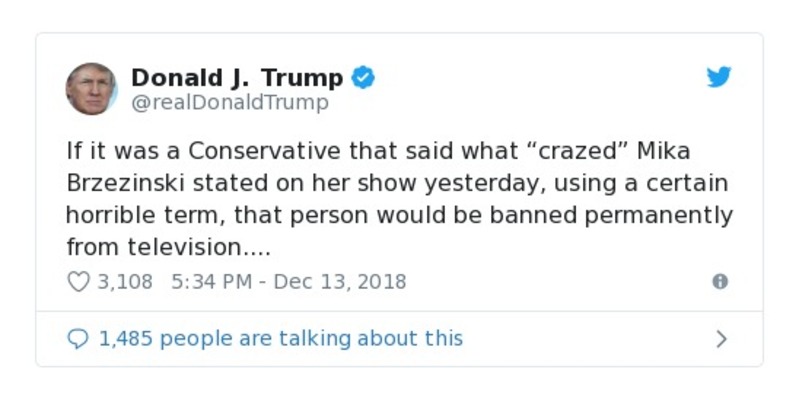 Donald J. Trump
@realDonaldTrump
If it was a Conservative that said what “crazed” Mika
Brzezinski stated on her show yesterday, using a certain
horrible term, that person would be banned permanently
from television....
3,108 5:34 PM - Dec 13, 2018
1,485 people are talking about this